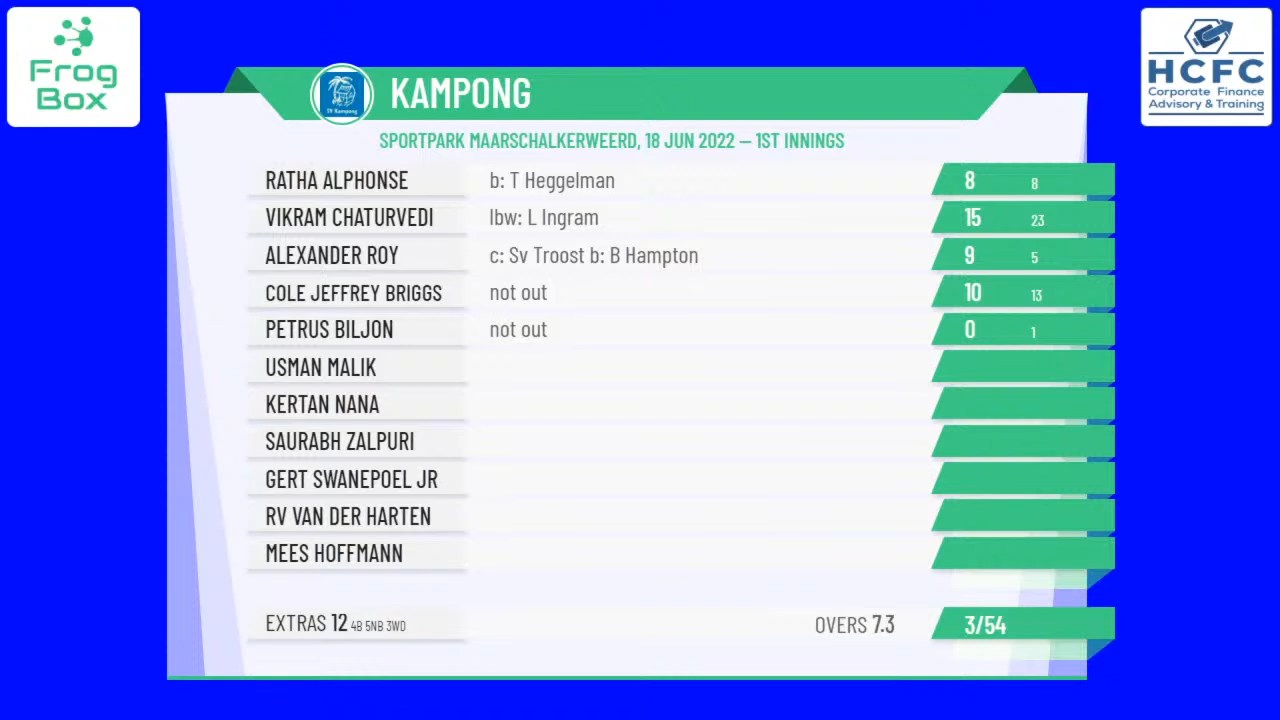 Frog
Box
HCFC
Corporate Finance
Advisory & Training
TV Kampong
KAMPONG
SPORTPARK MAARSCHALKERWEERD, 18 JUN 2022 – 1ST INNINGS
RATHA ALPHONSE b: T Heggelman 8 8
VIKRAM CHATURVEDI lbw: L Ingram 15 23
ALEXANDER ROY c: Sv Troost b: B Hampton 9 5
COLE JEFFREY BRIGGS not out 10 13
PETRUS BILJON not out 0 1
USMAN MALIK
KERTAN NANA
SAURABH ZALPURI
GERT SWANEPOEL JR
RV VAN DER HARTEN
MEES HOFFMANN
EXTRAS 12 4B 5NB 3WD OVERS 7.3 3/54